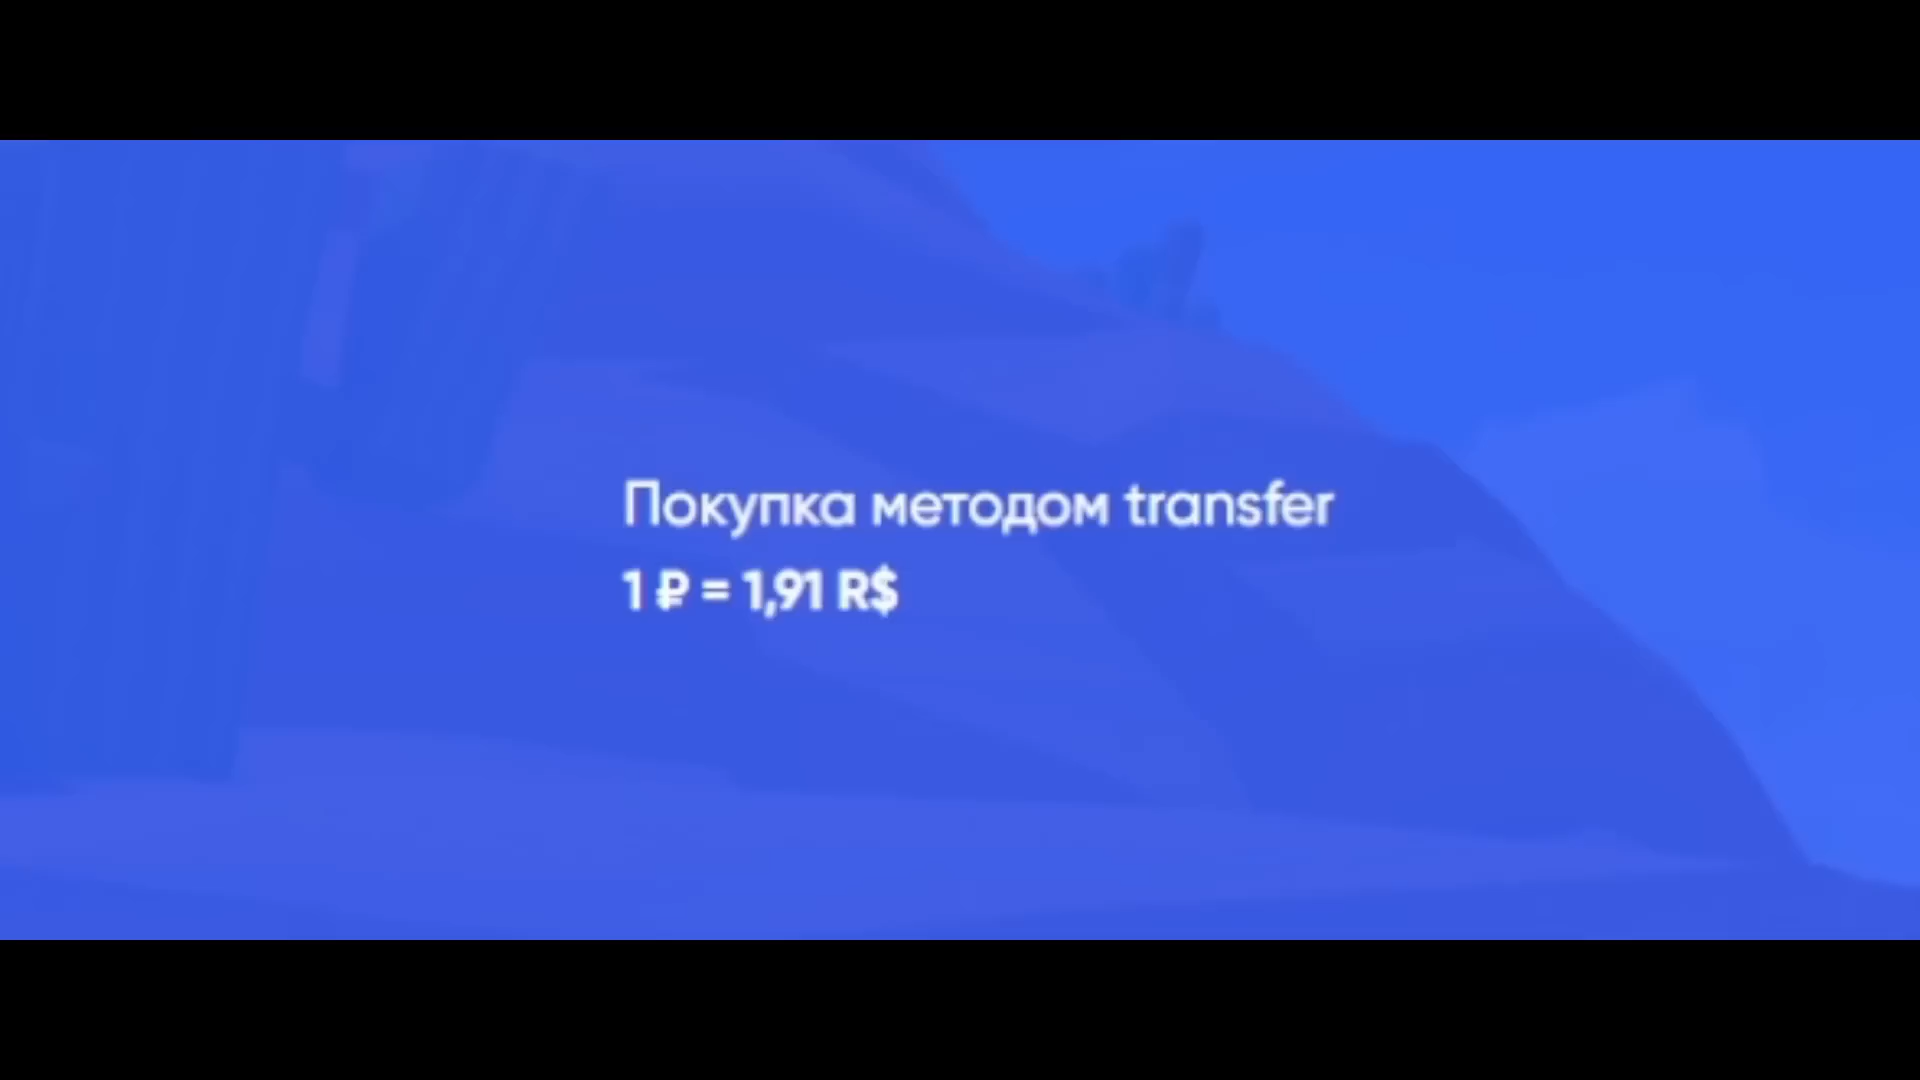 Покупка методом transfer
1 ₽ = 1,91 R$